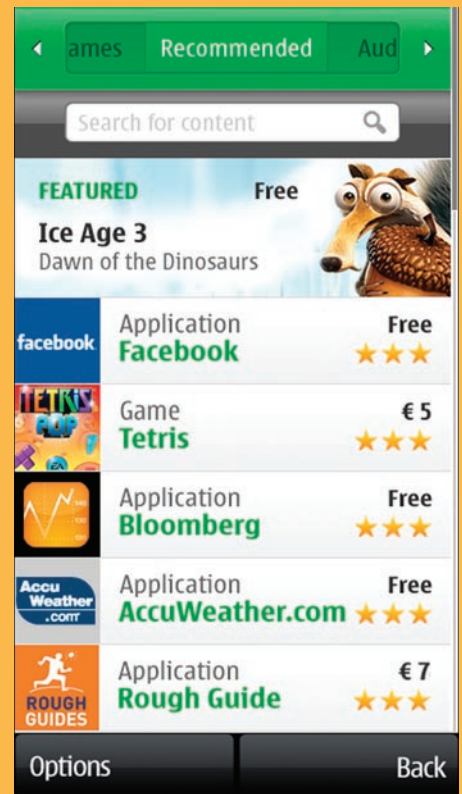 ames Recommended Aud
Search for content
FEATURED Free
Ice Age 3
Dawn of the Dinosaurs
facebook
Application Free
Facebook
TETRIS
POP
EA
Game € 5
Tetris
Application Free
Bloomberg
Accu
Weather
.com
Application Free
AccuWeather.com
ROUGH
GUIDES
Application € 7
Rough Guide
Options Back